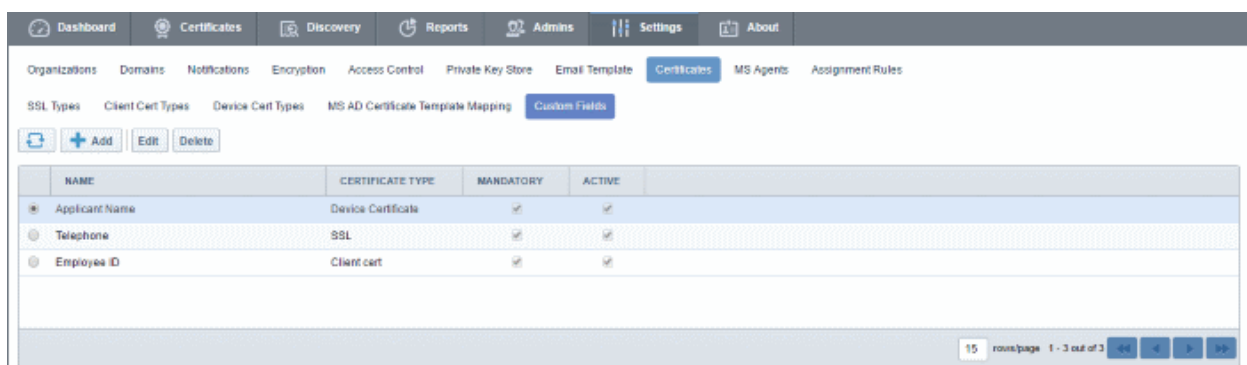 Dashboard Certificates Discovery Reports Admins Settings About
Organizations Domains Notifications Encryption Access Control Private Key Store Email Template Certificates MS Agents Assignment Rules
SSL Types Client Cert Types Device Cert Types MS AD Certificate Template Mapping Custom Fields
Add Edit Delete
NAME CERTIFICATE TYPE MANDATORY ACTIVE
Applicant Name Device Certificate
Telephone SSL
Employee ID Client cert
15 rows/page 1 - 3 out of 3